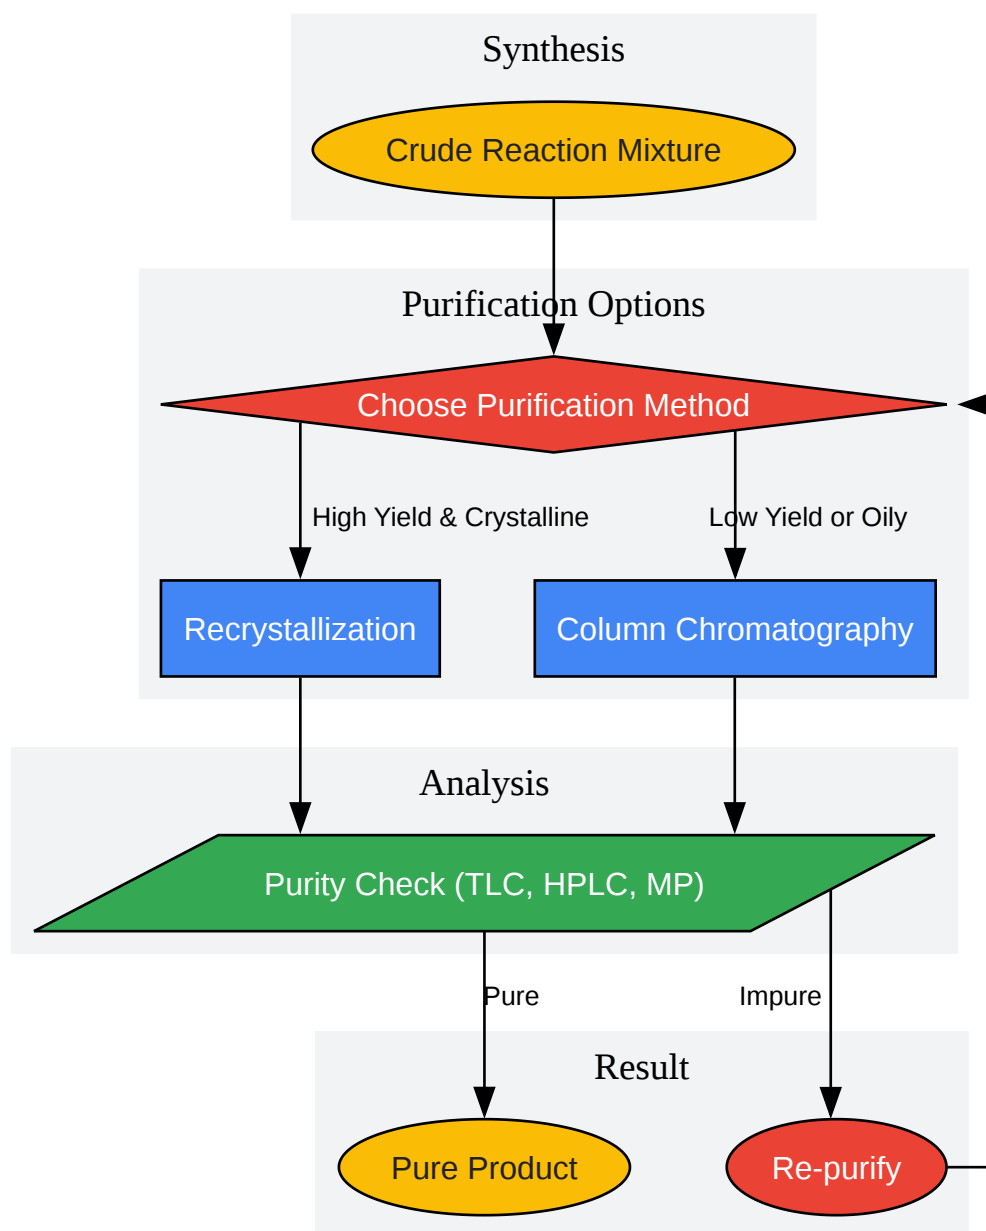 Synthesis
Crude Reaction Mixture
Purification Options
Choose Purification Method
High Yield & Crystalline
Low Yield or Oily
Recrystallization
Column Chromatography
Analysis
Purity Check (TLC, HPLC, MP)
Pure
Impure
Result
Pure Product
Re-purify